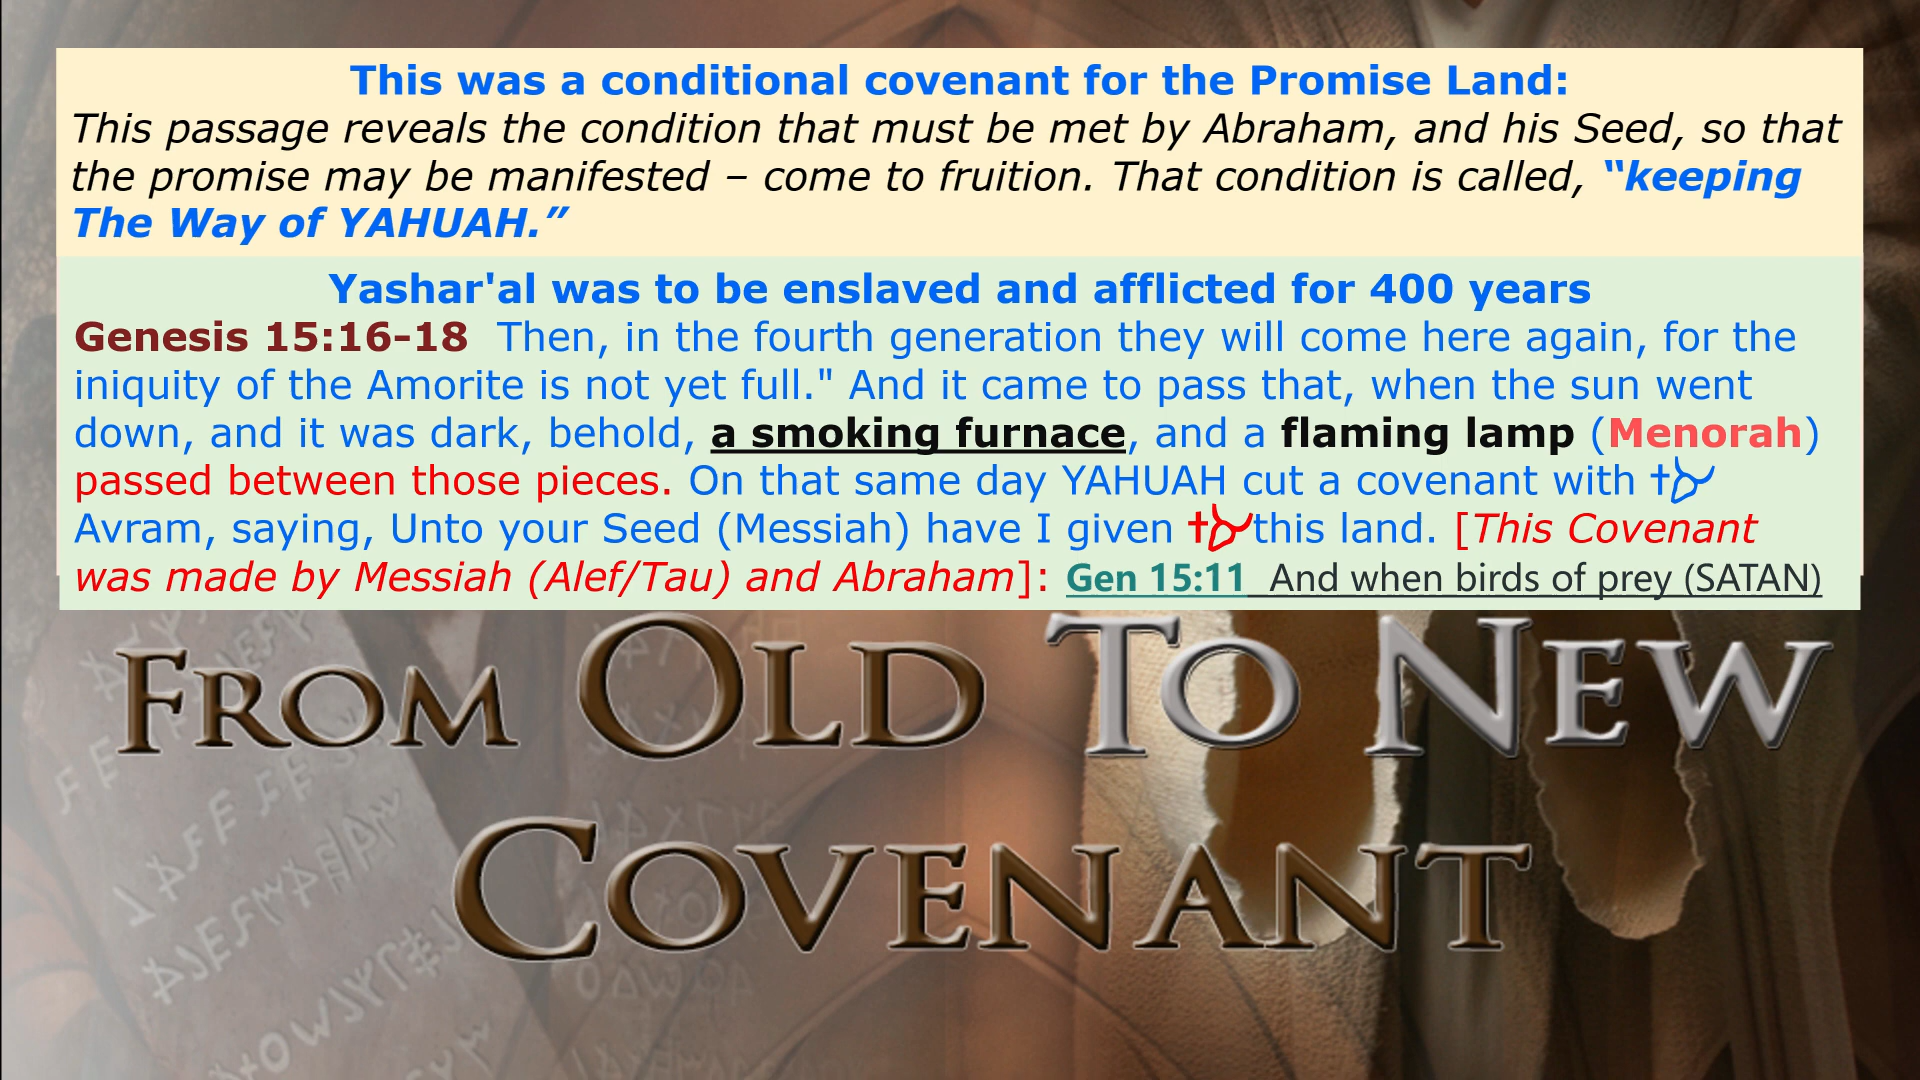 This was a conditional covenant for the Promise Land:
This passage reveals the condition that must be met by Abraham, and his Seed, so that
the promise may be manifested – come to fruition. That condition is called, “keeping
The Way of YAHUAH.”
Yashar'al was to be enslaved and afflicted for 400 years
Genesis 15:16-18 Then, in the fourth generation they will come here again, for the
iniquity of the Amorite is not yet full." And it came to pass that, when the sun went
down, and it was dark, behold, a smoking furnace, and a flaming lamp (Menorah)
passed between those pieces. On that same day YAHUAH cut a covenant with
Avram, saying, Unto your Seed (Messiah) have I given this land. [This Covenant
was made by Messiah (Alef/Tau) and Abraham]: Gen 15:11 And when birds of prey (SATAN)
FROM OLD TO NEW
COVENANT